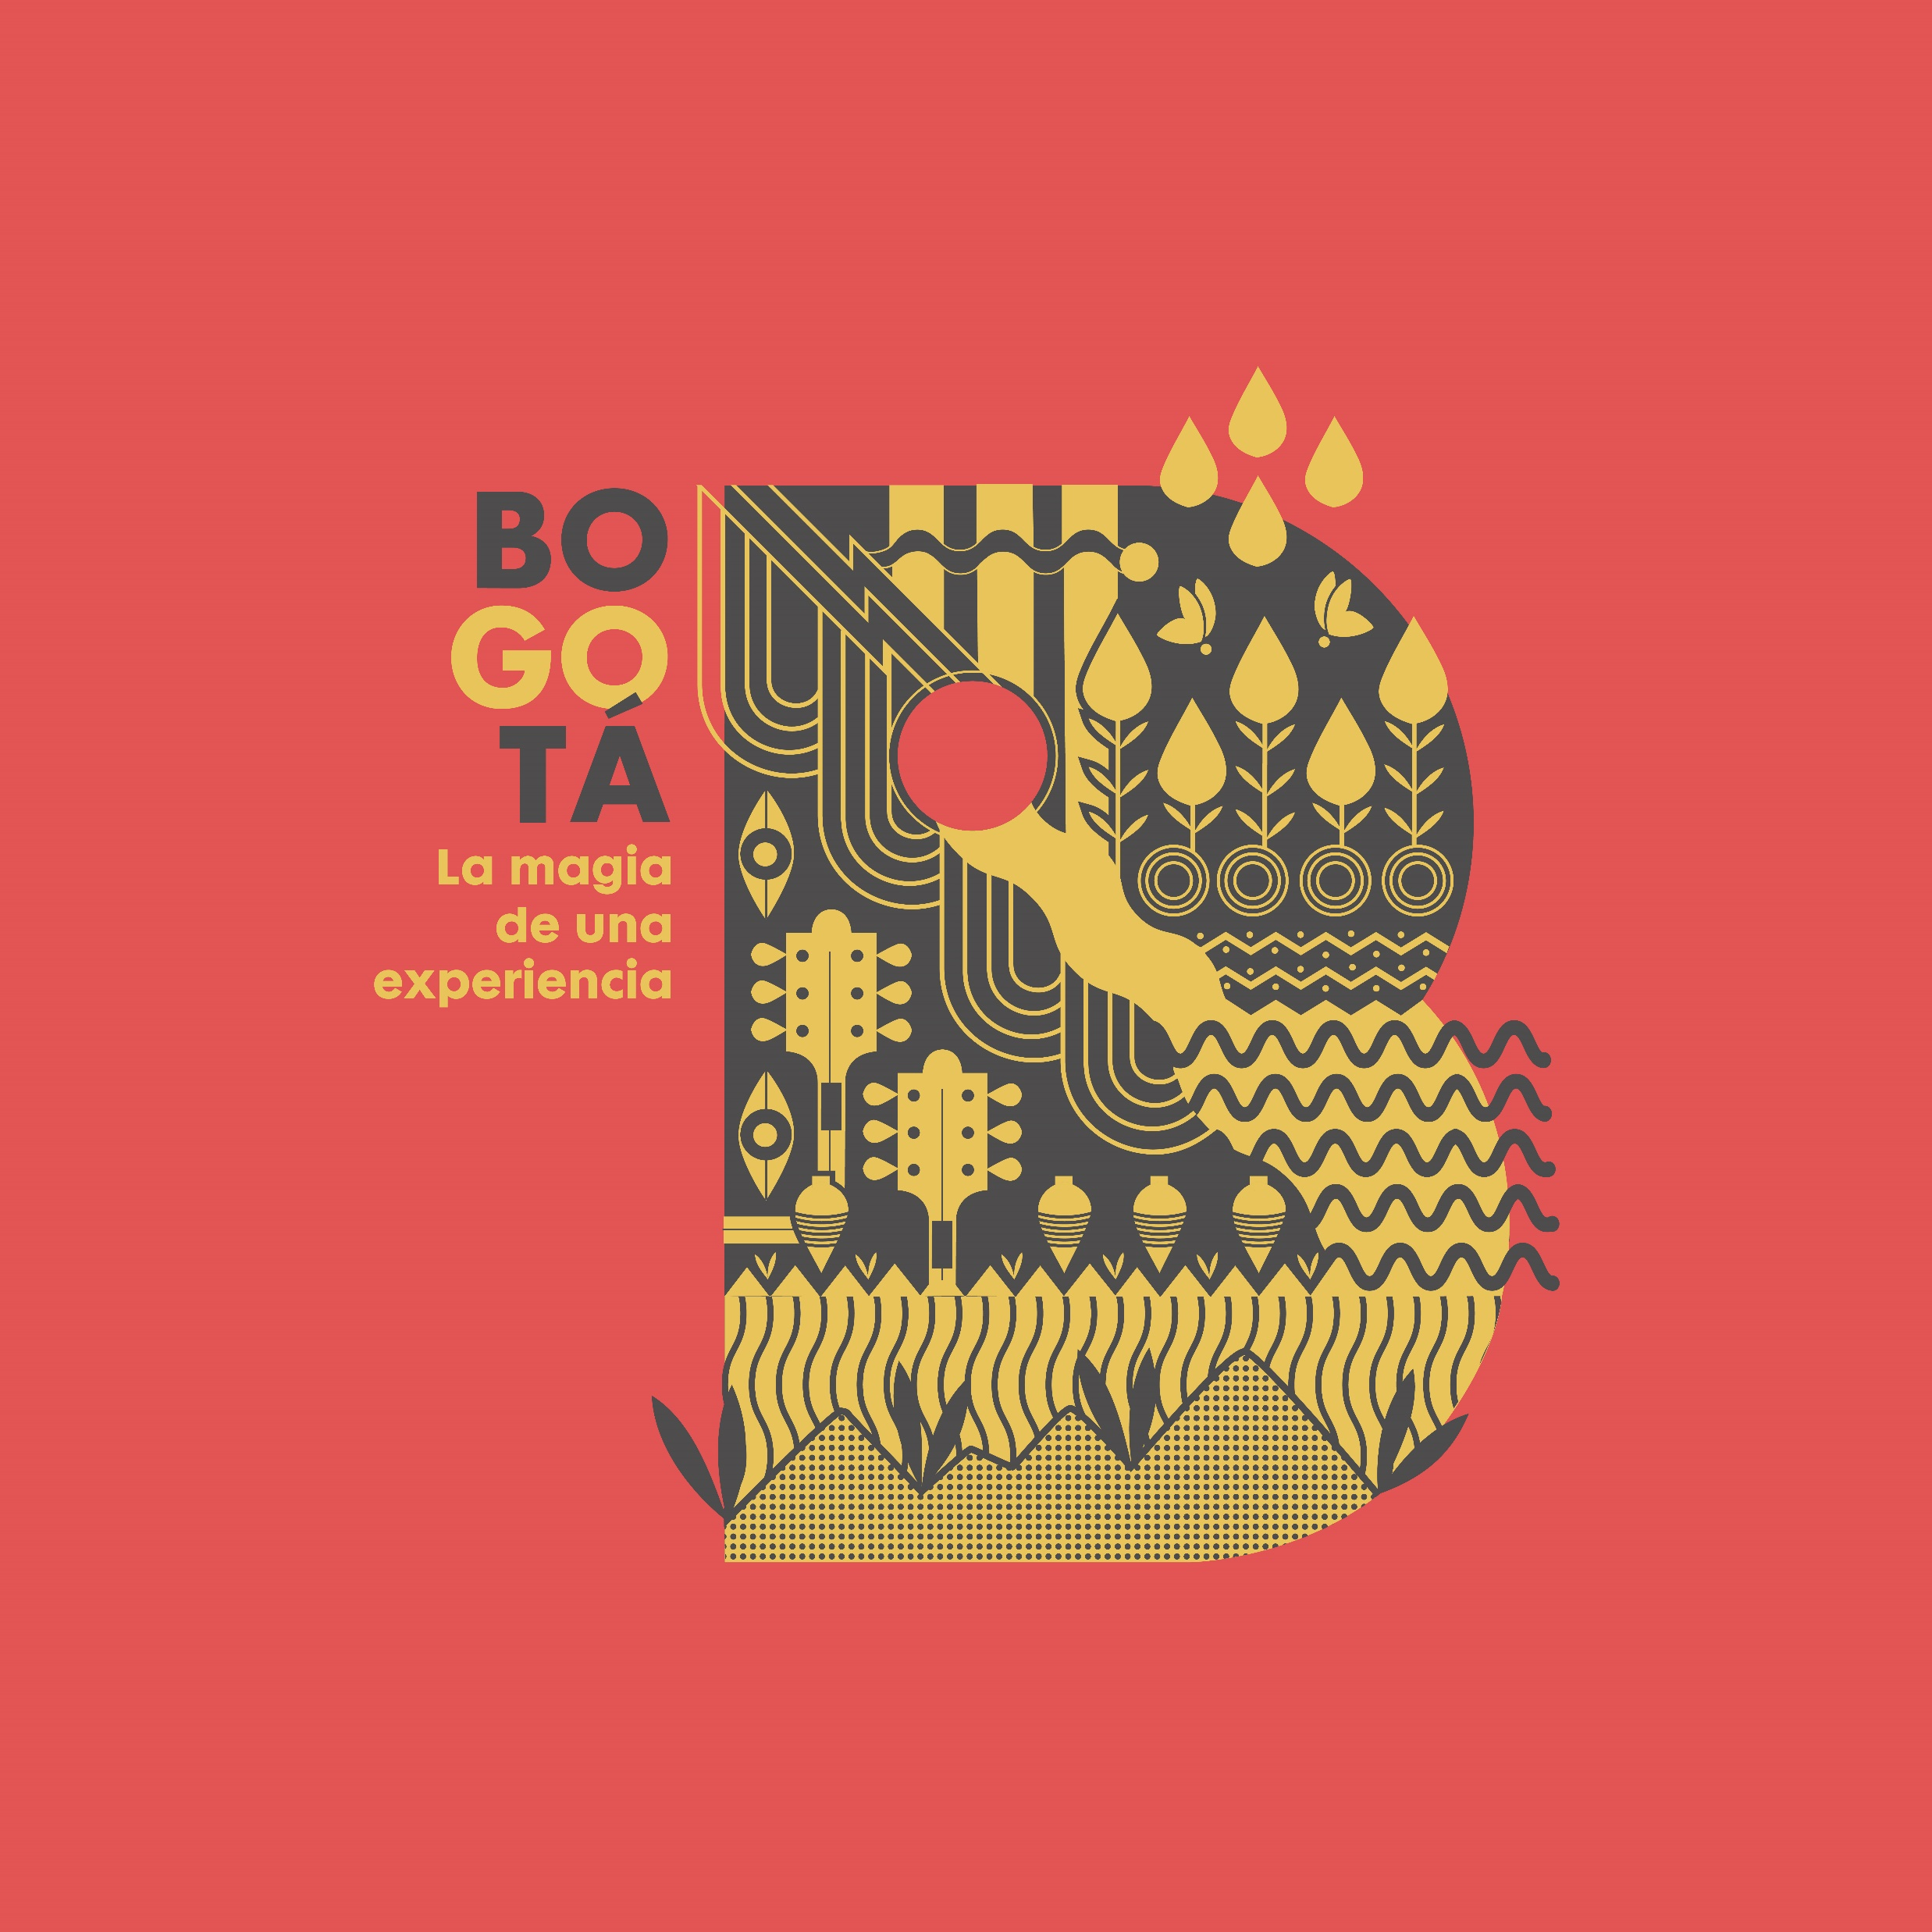 BO
GO
TÁ
La magia
de una
experiencia